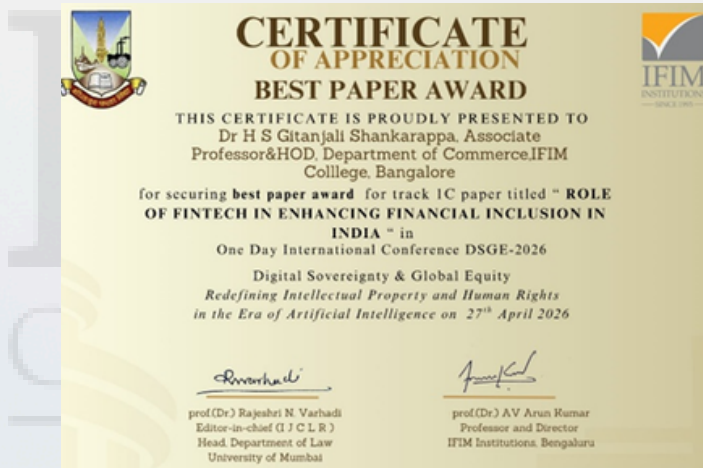 CERTIFICATE
OF APPRECIATION
BEST PAPER AWARD
IFIM
INSTITUTIONS
SINCE 1995
THIS CERTIFICATE IS PROUDLY PRESENTED TO
Dr H S Gitanjali Shankarappa, Associate
Professor&HOD, Department of Commerce,IFIM
Colllege, Bangalore
for securing best paper award for track 1C paper titled “ ROLE
OF FINTECH IN ENHANCING FINANCIAL INCLUSION IN
INDIA “ in
One Day International Conference DSGE-2026
Digital Sovereignty & Global Equity
Redefining Intellectual Property and Human Rights
in the Era of Artificial Intelligence on 27th April 2026
prof.(Dr.) Rajeshri N. Varhadi
Editor-in-chief (I J C L R )
Head, Department of Law
University of Mumbai
prof.(Dr.) AV Arun Kumar
Professor and Director
IFIM Institutions, Bengaluru